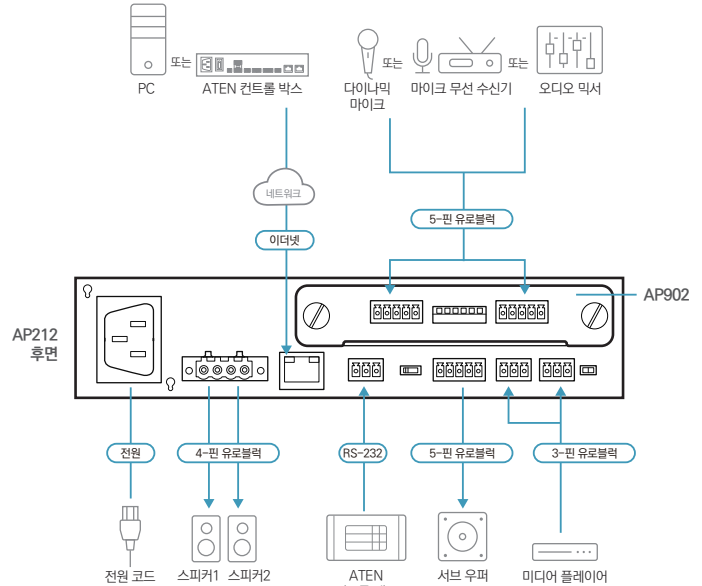 또는
또는
또는
PC
ATEN 컨트롤 박스
다이나믹
마이크
마이크 무선 수신기
오디오 믹서
네트워크
5-핀 유로블럭
이더넷
AP902
AP212
후면
전원
4-핀 유로블럭
RS-232
5-핀 유로블럭
3-핀 유로블럭
전원 코드
스피커1
스피커2
ATEN
서브 우퍼
미디어 플레이어